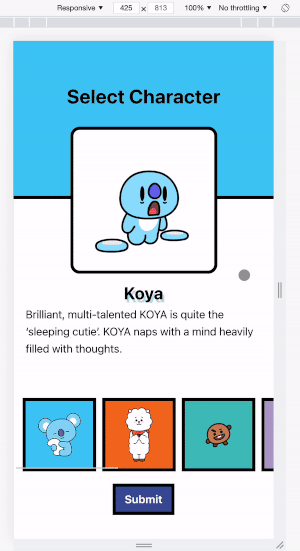 Responsive ▼ 425 × 813 100% ▼ No throttling ▼
Select Character
Koya
Brilliant, multi-talented KOYA is quite the
‘sleeping cutie’. KOYA naps with a mind heavily
filled with thoughts.
Submit